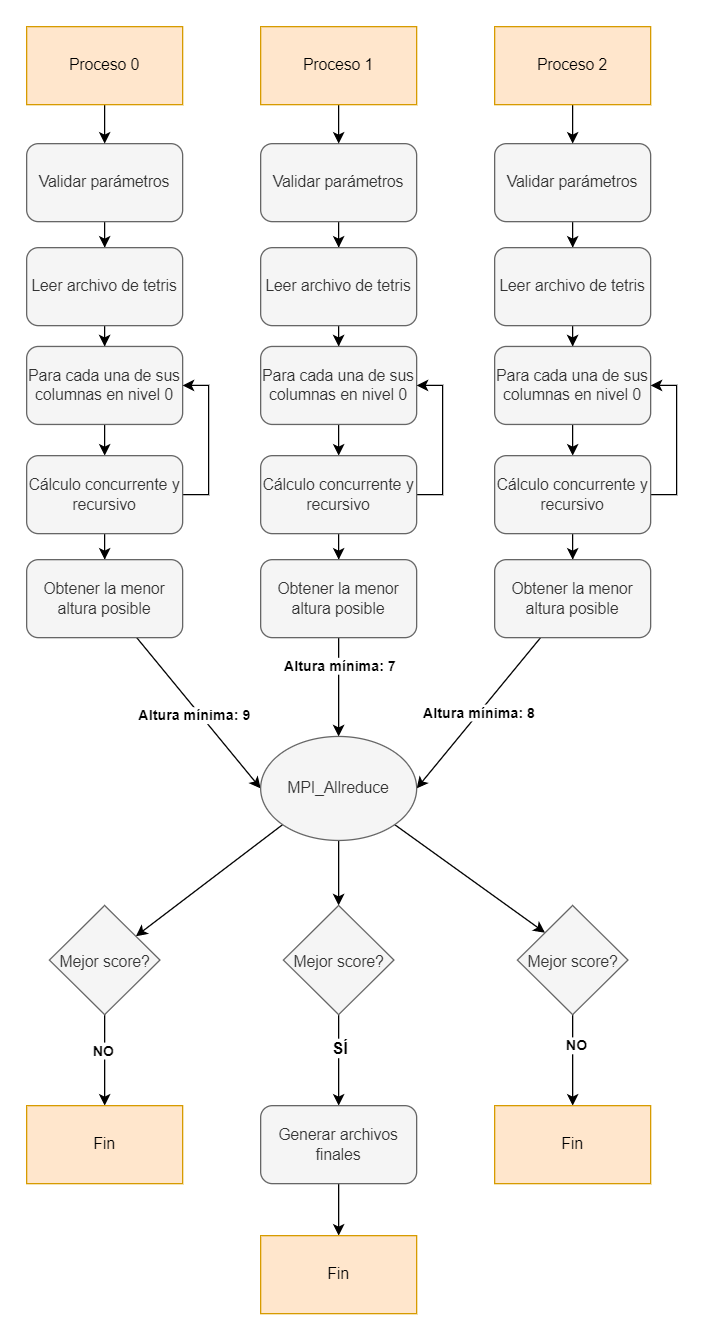 Proceso 0
Proceso 1
Proceso 2
Validar parámetros
Validar parámetros
Validar parámetros
Leer archivo de tetris
Leer archivo de tetris
Leer archivo de tetris
Para cada una de sus
columnas en nivel 0
Para cada una de sus
columnas en nivel 0
Para cada una de sus
columnas en nivel 0
Cálculo concurrente y
recursivo
Cálculo concurrente y
recursivo
Cálculo concurrente y
recursivo
Obtener la menor
altura posible
Obtener la menor
altura posible
Obtener la menor
altura posible
Altura mínima: 7
Altura mínima: 9
Altura mínima: 8
MPI_Allreduce
Mejor score?
Mejor score?
Mejor score?
NO
SÍ
NO
Fin
Generar archivos
finales
Fin
Fin